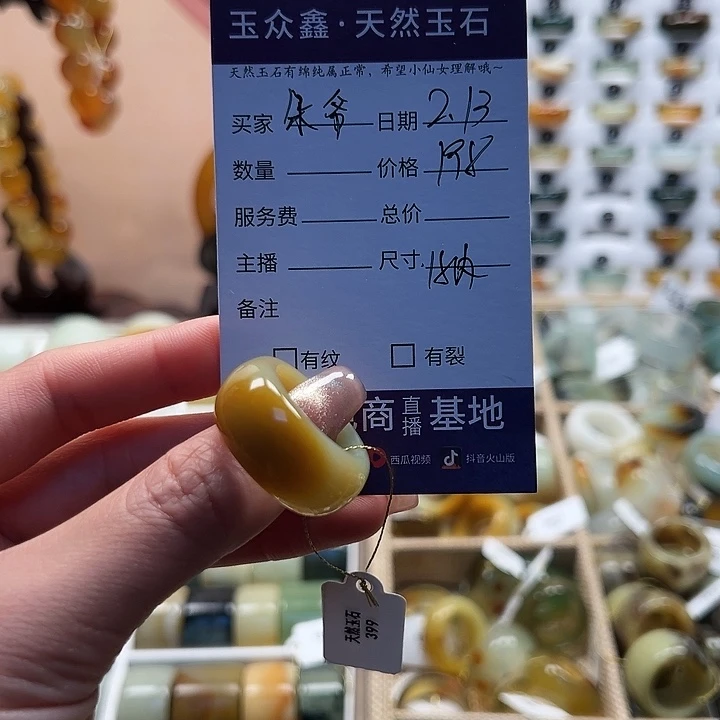 玉众鑫·天然玉石
天然玉石有绵纯属正常，希望小仙女理解哦~
买家 朱爷 日期 2.13
数量 价格 198
服务费 总价
主播 尺寸
备注
□有纹 □有裂
商 直播 基地
西瓜视频 抖音火山版
天然玉石
399